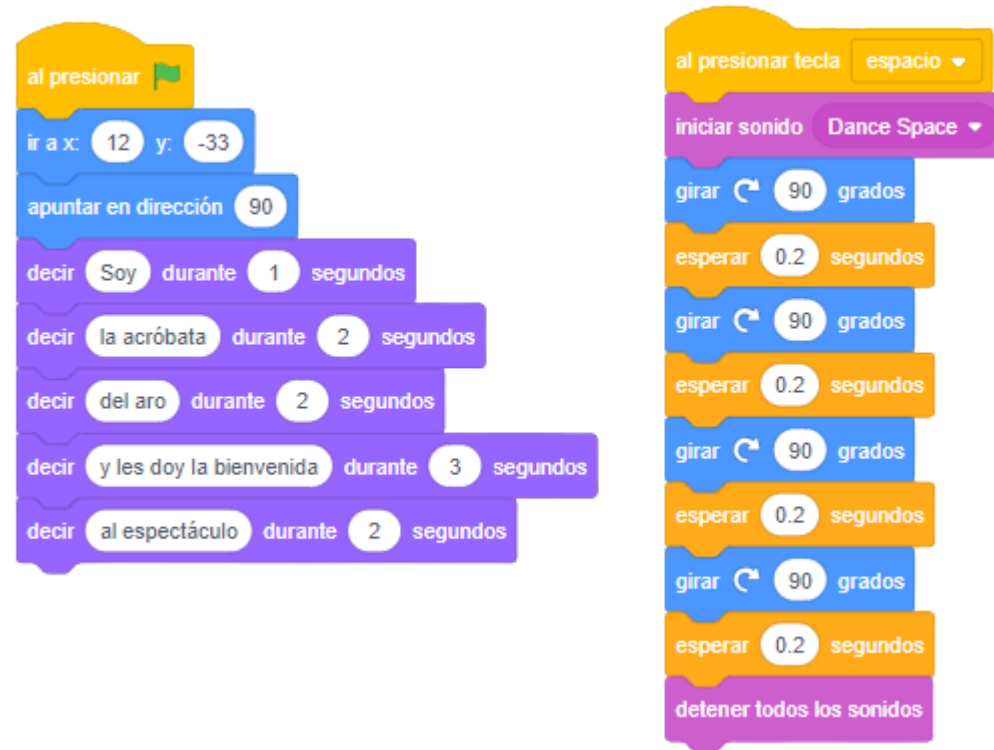 al presionar
ir a x: 12 y: -33
apuntar en dirección 90
decir Soy durante 1 segundos
decir la acróbata durante 2 segundos
decir del aro durante 2 segundos
decir y les doy la bienvenida durante 3 segundos
decir al espectáculo durante 2 segundos
al presionar tecla espacio
iniciar sonido Dance Space
girar 90 grados
esperar 0.2 segundos
girar 90 grados
esperar 0.2 segundos
girar 90 grados
esperar 0.2 segundos
girar 90 grados
esperar 0.2 segundos
detener todos los sonidos